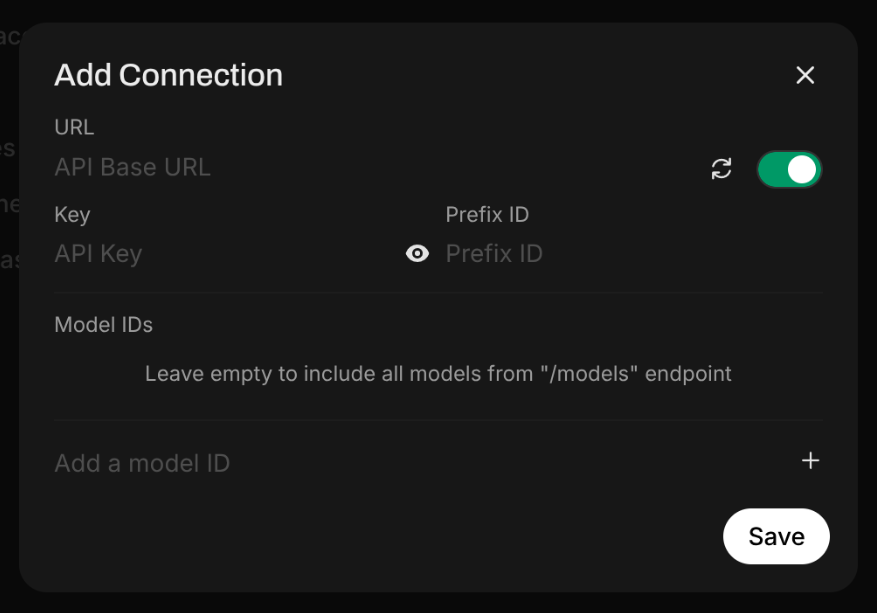 Add Connection
URL
API Base URL
Key
Prefix ID
API Key
Prefix ID
Model IDs
Leave empty to include all models from "/models" endpoint
Add a model ID
Save